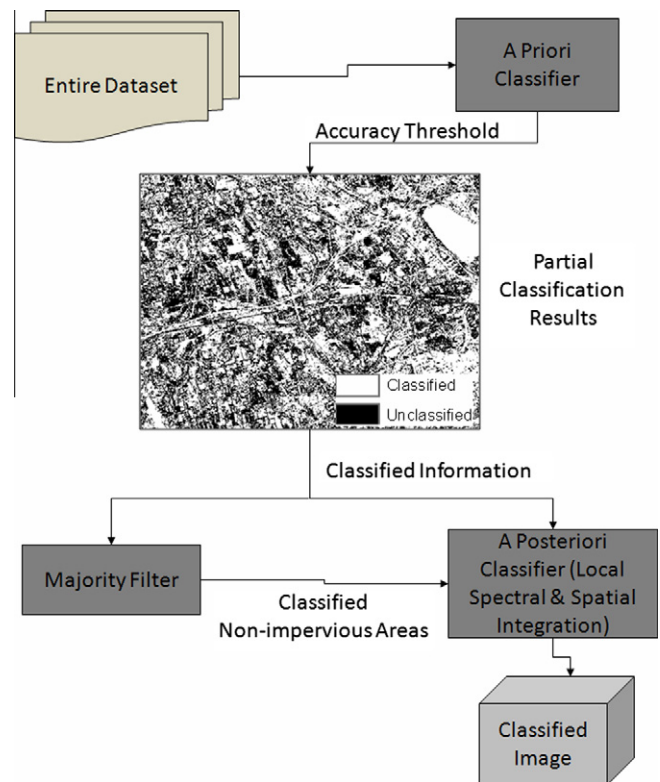 Entire Dataset
A Priori
Classifier
Accuracy Threshold
Partial
Classification
Results
Classified
Unclassified
Classified Information
Majority Filter
Classified
Non-impervious Areas
A Posteriori
Classifier (Local
Spectral & Spatial
Integration)
Classified
Image